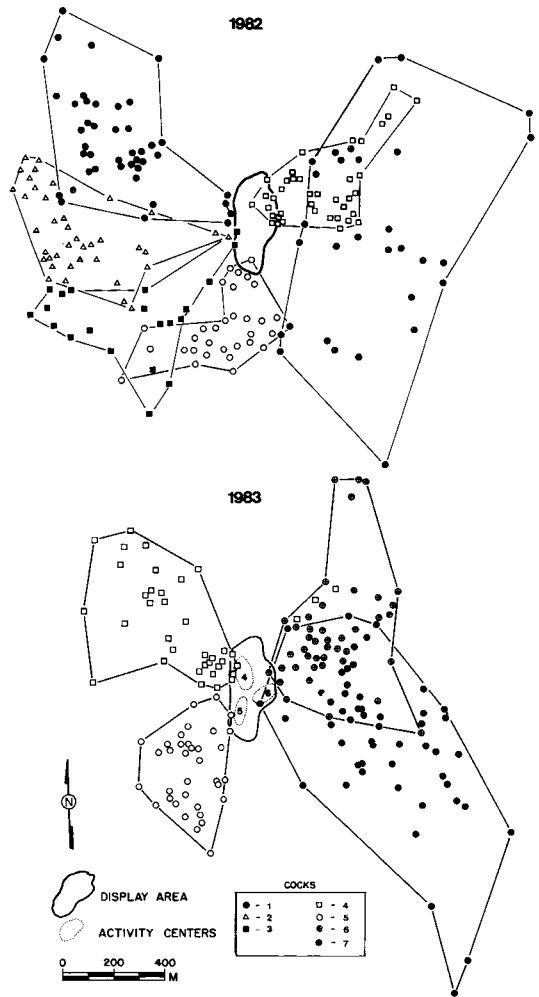 1982
1983
4
6
5
N
DISPLAY AREA
ACTIVITY CENTERS
0 200 400
M
COCKS
- 1 - 4
- 2 - 5
- 3 - 6
- 7